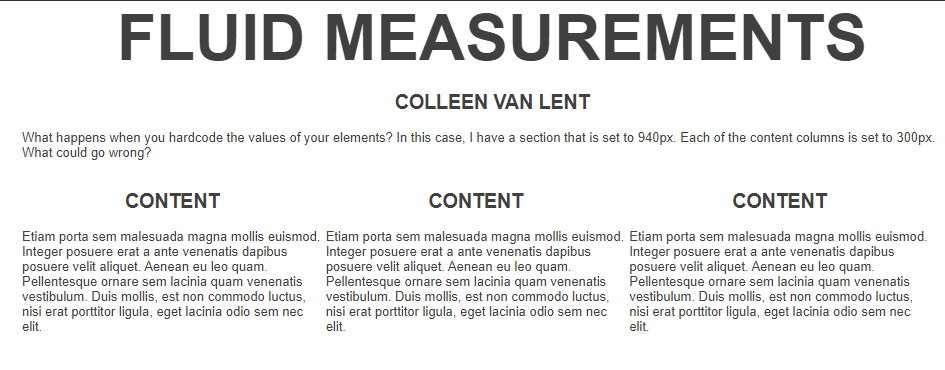 FLUID MEASUREMENTS
COLLEEN VAN LENT
What happens when you hardcode the values of your elements? In this case, I have a section that is set to 940px. Each of the content columns is set to 300px.
What could go wrong?
CONTENT
Etiam porta sem malesuada magna mollis euismod.
Integer posuere erat a ante venenatis dapibus
posuere velit aliquet. Aenean eu leo quam.
Pellentesque ornare sem lacinia quam venenatis
vestibulum. Duis mollis, est non commodo luctus,
nisi erat porttitor ligula, eget lacinia odio sem nec
elit.
CONTENT
Etiam porta sem malesuada magna mollis euismod.
Integer posuere erat a ante venenatis dapibus
posuere velit aliquet. Aenean eu leo quam.
Pellentesque ornare sem lacinia quam venenatis
vestibulum. Duis mollis, est non commodo luctus,
nisi erat porttitor ligula, eget lacinia odio sem nec
elit.
CONTENT
Etiam porta sem malesuada magna mollis euismod.
Integer posuere erat a ante venenatis dapibus
posuere velit aliquet. Aenean eu leo quam.
Pellentesque ornare sem lacinia quam venenatis
vestibulum. Duis mollis, est non commodo luctus,
nisi erat porttitor ligula, eget lacinia odio sem nec
elit.